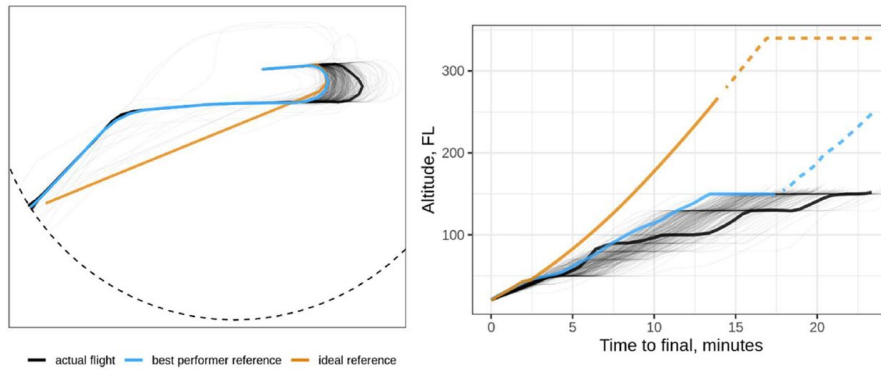 actual flight best performer reference ideal reference
Altitude, FL
300
200
100
0 5 10 15 20
Time to final, minutes